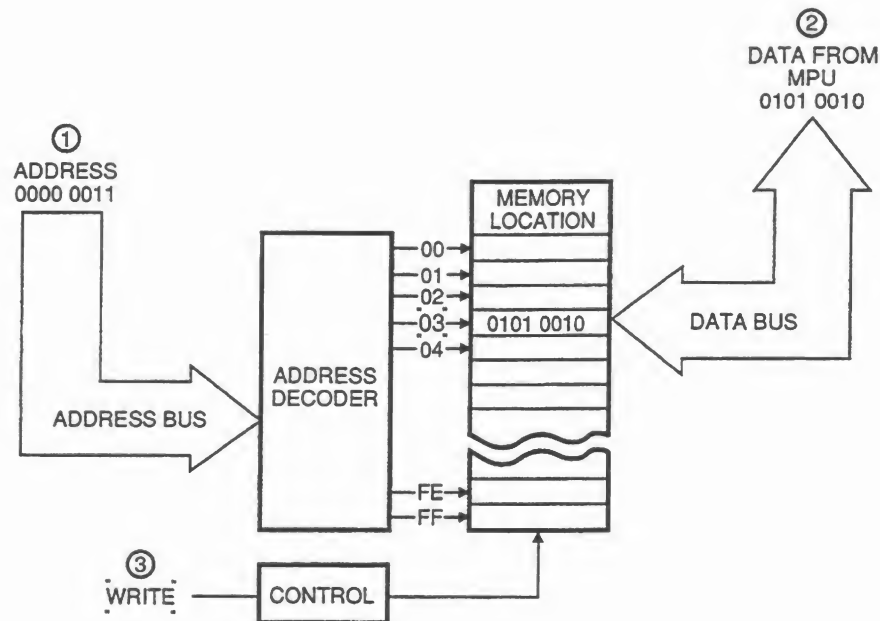 ②
DATA FROM
MPU
0101 0010
①
ADDRESS
0000 0011
MEMORY
LOCATION
00
01
02
03
0101 0010
04
DATA BUS
ADDRESS
DECODER
ADDRESS BUS
FE
FF
③
WRITE
CONTROL